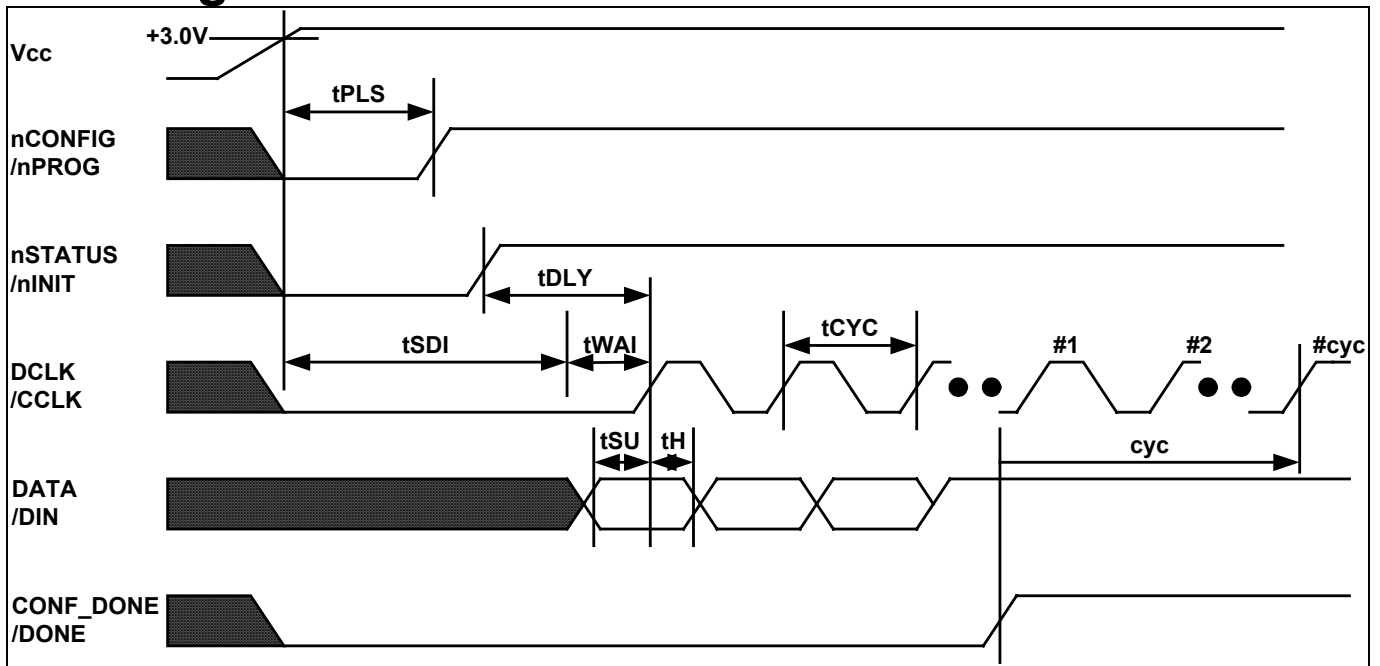 +3.0V
Vcc
tPLS
nCONFIG
/nPROG
nSTATUS
/nINIT
tDLY
tSDI
tWAI
tCYC
#1
#2
#cyc
DCLK
/CCLK
tSU
tH
cyc
DATA
/DIN
CONF_DONE
/DONE